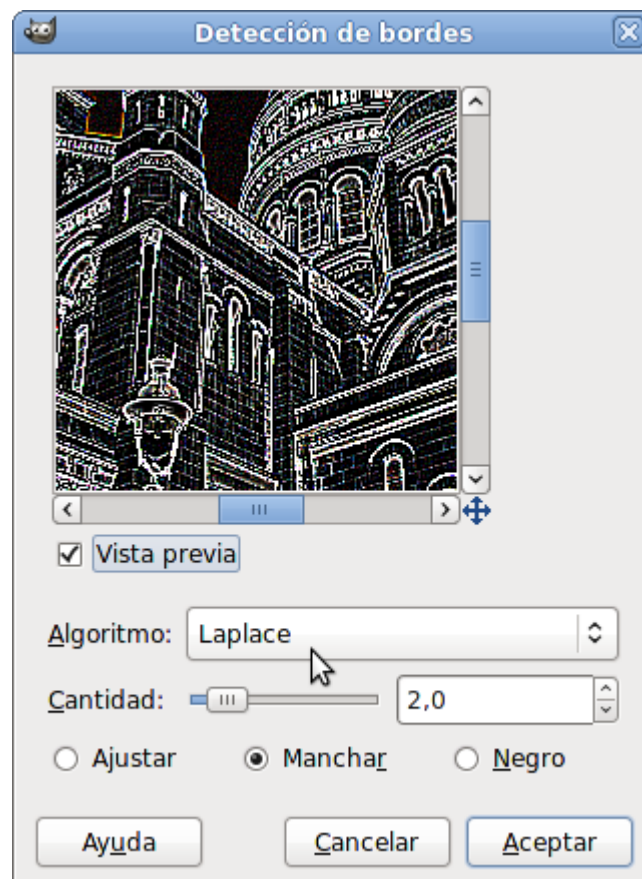 Detección de bordes
Vista previa
Algoritmo: Laplace
Cantidad: 2,0
Ajustar Manchar Negro
Ayuda Cancelar Aceptar